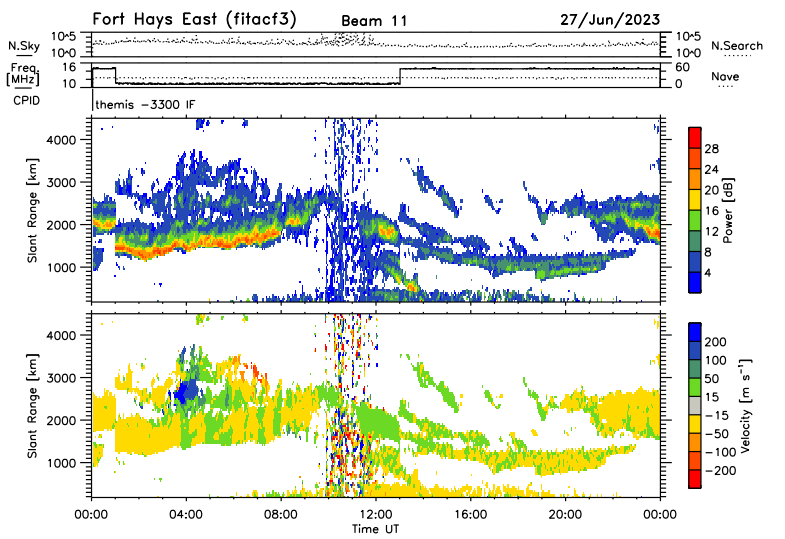 Fort Hays East (fitacf3) Beam 11 27/Jun/2023
N.Sky 10^5 10^0 10^5 10^0 N.Search
Freq. [MHz] 16 10 60 0 Nave
CPID themis -3300 IF
Slant Range [km] 4000 3000 2000 1000
28 24 20 16 12 8 4 Power [dB]
Slant Range [km] 4000 3000 2000 1000
200 100 50 15 -15 -50 -100 -200 Velocity [m s⁻¹]
00:00 04:00 08:00 12:00 16:00 20:00 00:00
Time UT